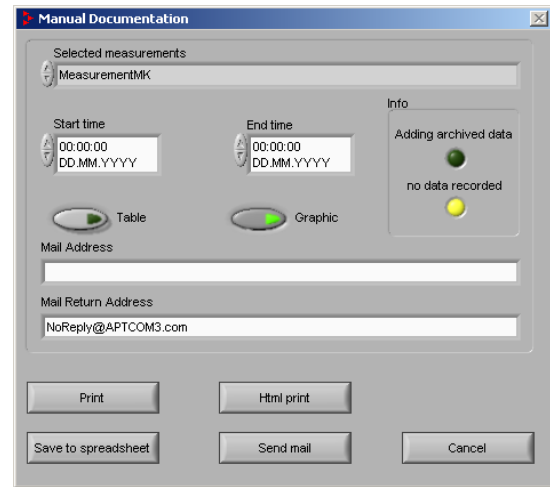 Manual Documentation
Selected measurements
MeasurementMK
Start time
00:00:00
DD.MM.YYYY
End time
00:00:00
DD.MM.YYYY
Info
Adding archived data
no data recorded
Table
Graphic
Mail Address
Mail Return Address
NoReply@APTCOM3.com
Print
Html print
Save to spreadsheet
Send mail
Cancel